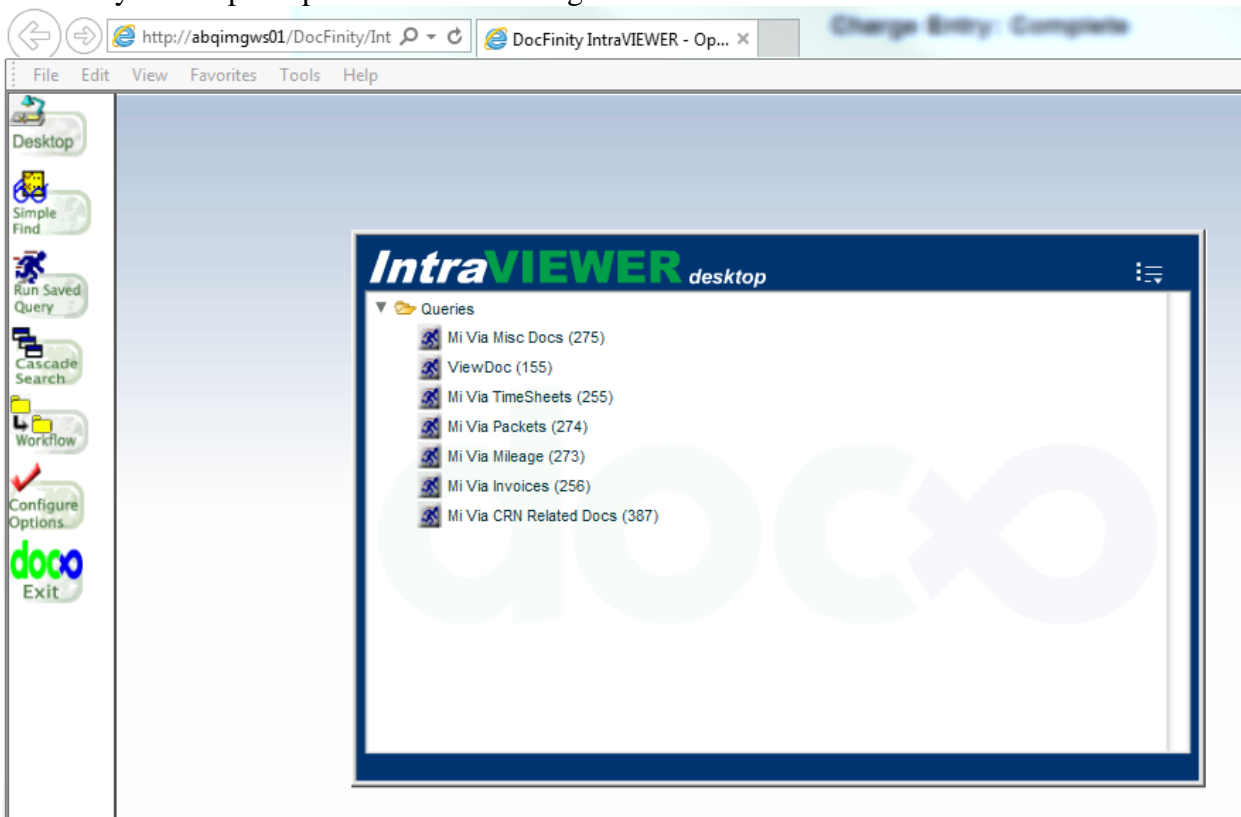 http://abqimgws01/DocFinity/Int
DocFinity IntraVIEWER - Op...
Charge Entry: Complete
File Edit View Favorites Tools Help
Desktop
Simple
Find
Run Saved
Query
Cascade
Search
Workflow
Configure
Options
doco
Exit
IntraVIEWER desktop
Queries
Mi Via Misc Docs (275)
ViewDoc (155)
Mi Via TimeSheets (255)
Mi Via Packets (274)
Mi Via Mileage (273)
Mi Via Invoices (256)
Mi Via CRN Related Docs (387)